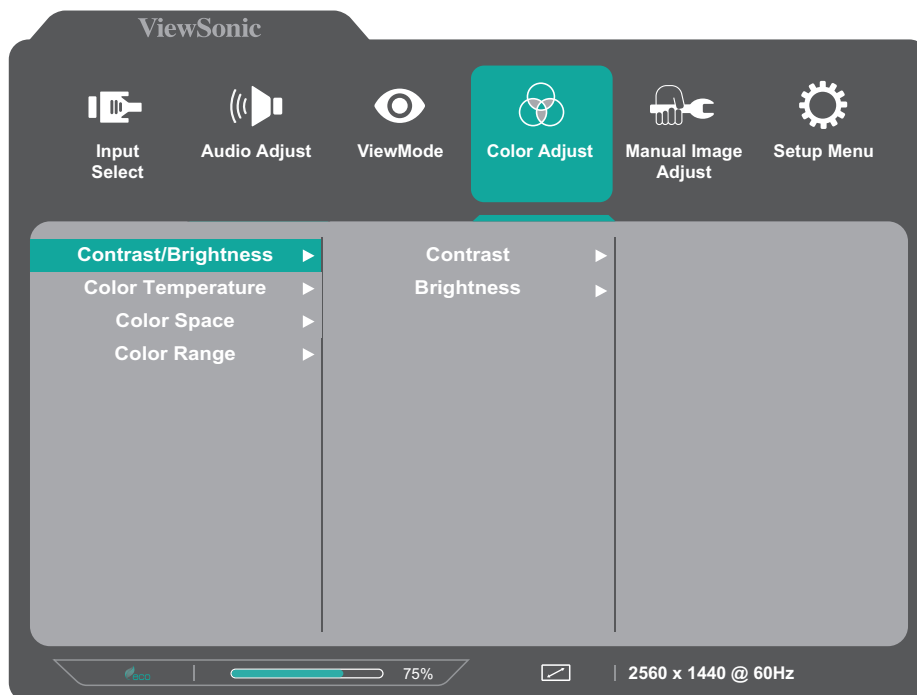 ViewSonic
Input
Select
Audio Adjust
ViewMode
Color Adjust
Manual Image
Adjust
Setup Menu
Contrast/Brightness
Color Temperature
Color Space
Color Range
Contrast
Brightness
eco
75%
2560 x 1440 @ 60Hz